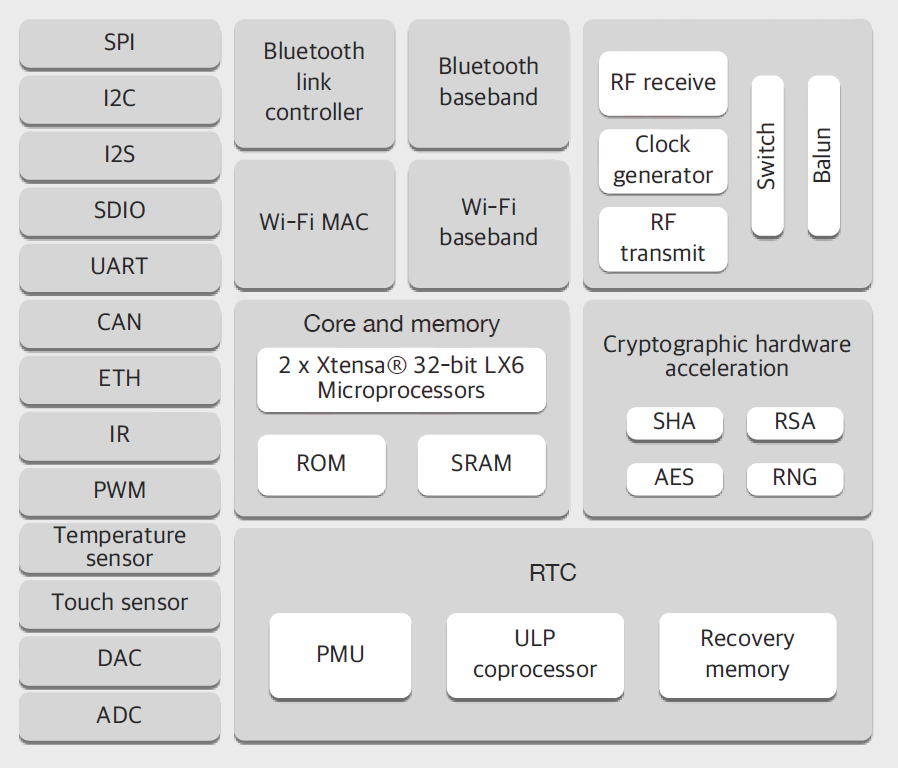 SPI
I2C
I2S
SDIO
UART
CAN
ETH
IR
PWM
Temperature
sensor
Touch sensor
DAC
ADC
Bluetooth
link
controller
Bluetooth
baseband
Wi-Fi MAC
Wi-Fi
baseband
RF receive
Clock
generator
RF
transmit
Switch
Balun
Core and memory
2 x Xtensa® 32-bit LX6
Microprocessors
ROM
SRAM
Cryptographic hardware
acceleration
SHA
RSA
AES
RNG
RTC
PMU
ULP
coprocessor
Recovery
memory